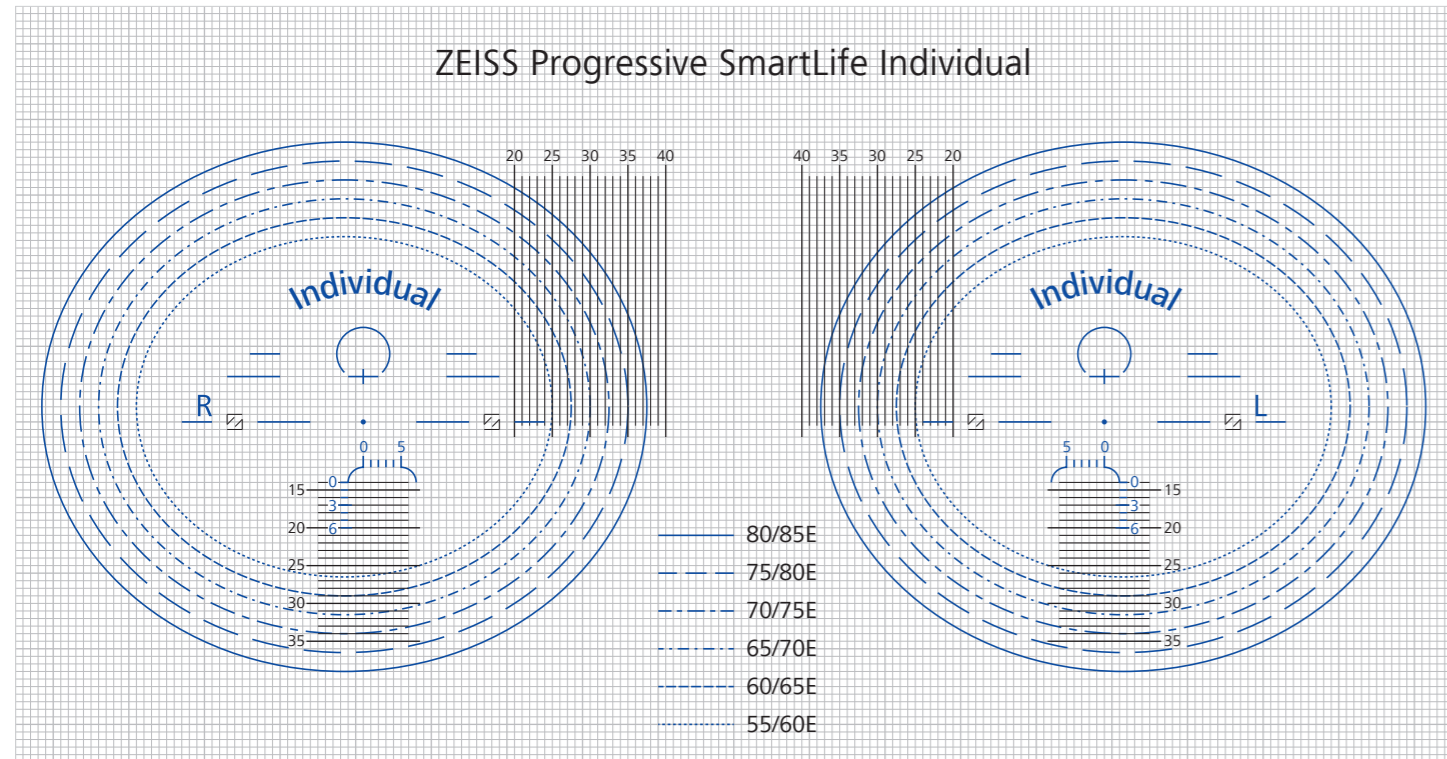 ZEISS Progressive SmartLife Individual
20 25 30 35 40
40 35 30 25 20
Individual
Individual
R
L
0 5
5 0
0
3
6
15
20
25
30
35
0
3
6
15
20
25
30
35
80/85E
75/80E
70/75E
65/70E
60/65E
55/60E